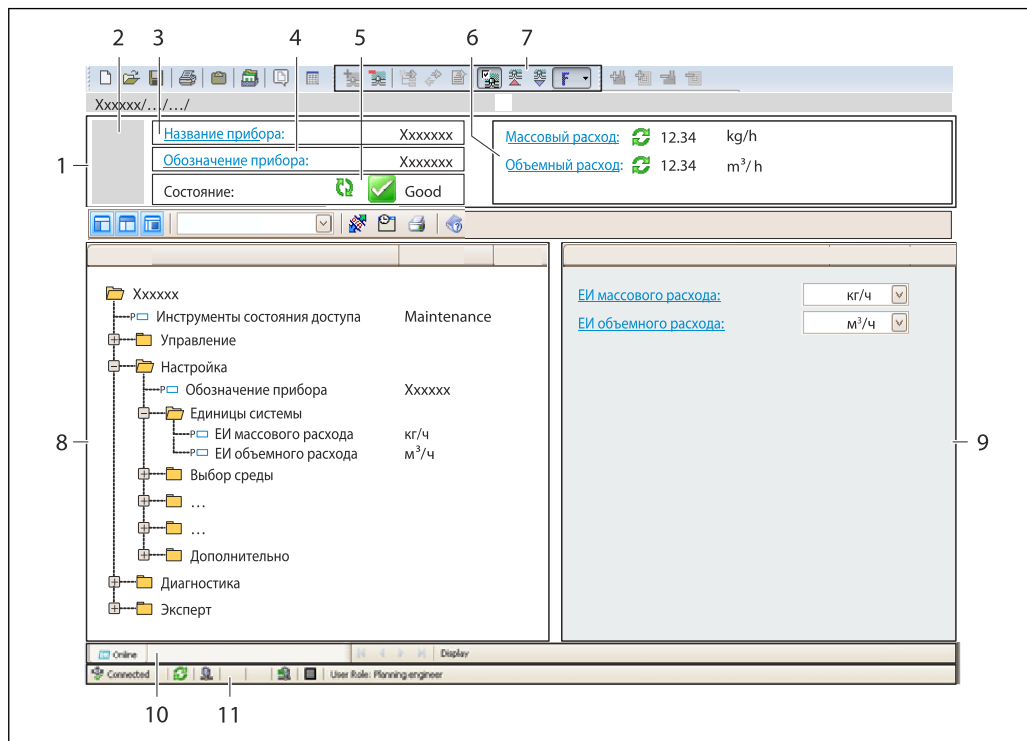 2 3 4 5 6 7
F
Xxxxxx/.../.../
1
Название прибора: Xxxxxxx
Обозначение прибора: Xxxxxxx
Состояние: Good
Массовый расход: 12.34 kg/h
Объемный расход: 12.34 m³/h
Xxxxxx
P Инструменты состояния доступа Maintenance
Управление
Настройка
P Обозначение прибора Xxxxxx
Единицы системы
P ЕИ массового расхода кг/ч
P ЕИ объемного расхода м³/ч
Выбор среды
...
...
Дополнительно
Диагностика
Эксперт
8
ЕИ массового расхода: кг/ч
ЕИ объемного расхода: м³/ч
9
Online Display
Connected User Role: Planning engineer
10 11